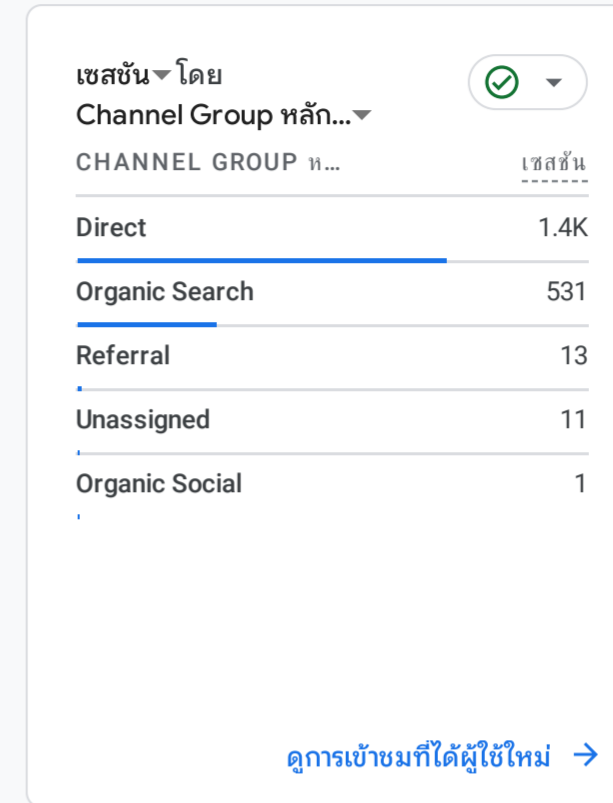 เซสชัน โดย
Channel Group หลัก...
CHANNEL GROUP ห... เซสชัน
Direct 1.4K
Organic Search 531
Referral 13
Unassigned 11
Organic Social 1
ดูการเข้าชมที่ได้ผู้ใช้ใหม่ →